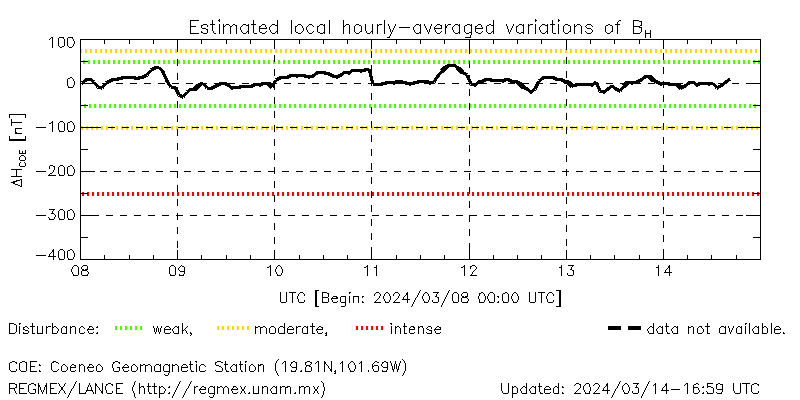 Estimated local hourly-averaged variations of BH
100
0
-100
-200
-300
-400
ΔHCOE [nT]
08 09 10 11 12 13 14
UTC [Begin: 2024/03/08 00:00 UTC]
Disturbance: weak, moderate, intense data not available.
COE: Coeneo Geomagnetic Station (19.81N,101.69W)
REGMEX/LANCE (http://regmex.unam.mx) Updated: 2024/03/14-16:59 UTC